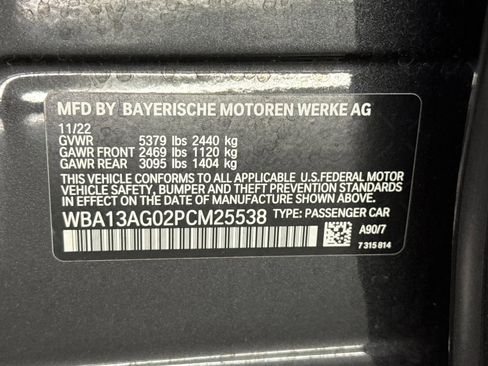 MFD BY BAYERISCHE MOTOREN WERKE AG
11/22
GVWR 5379 lbs 2440 kg
GAWR FRONT 2469 lbs 1120 kg
GAWR REAR 3095 lbs 1404 kg
THIS VEHICLE CONFORMS TO ALL APPLICABLE U.S.FEDERAL MOTOR
VEHICLE SAFETY, BUMPER AND THEFT PREVENTION STANDARDS
IN EFFECT ON THE DATE OF MANUFACTURE SHOWN ABOVE.
WBA13AG02PCM25538 TYPE: PASSENGER CAR
A90/7
7 315 814